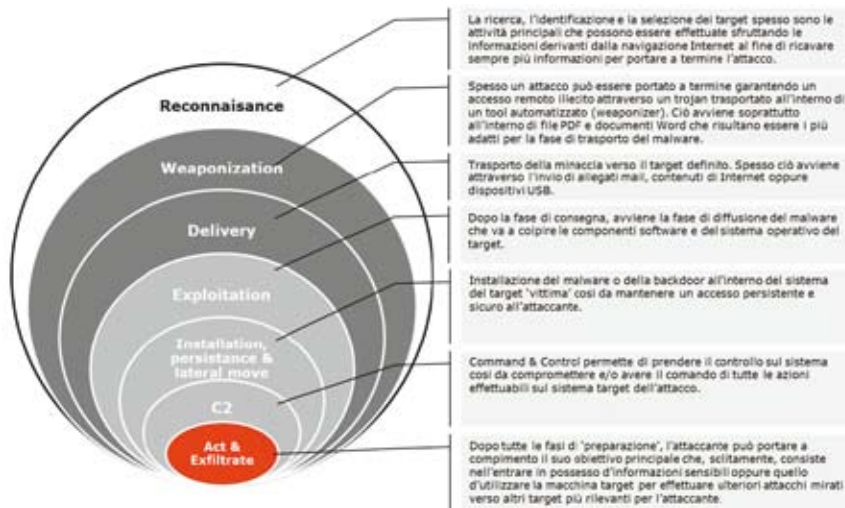 Reconnaisance
La ricerca, l'identificazione e la selezione dei target spesso sono le
attività principali che possono essere effettuate sfruttando le
informazioni derivanti dalla navigazione Internet al fine di ricavare
sempre più informazioni per portare a termine l'attacco.
Weaponization
Spesso un attacco può essere portato a termine garantendo un
accesso remoto illecito attraverso un trojan trasportato all'interno di
un tool automatizzato (weaponizer). Ciò avviene soprattutto
all'interno di file PDF e documenti Word che risultano essere i più
adatti per la fase di trasporto del malware.
Delivery
Trasporto della minaccia verso il target definito. Spesso ciò avviene
attraverso l'invio di allegati mail, contenuti di Internet oppure
dispositivi USB.
Exploitation
Dopo la fase di consegna, avviene la fase di diffusione del malware
che va a colpire le componenti software e del sistema operativo del
target.
Installation,
persistance &
lateral move
Installazione del malware o della backdoor all'interno del sistema
del target 'vittima' cosi da mantenere un accesso persistente e
sicuro all'attaccante.
C2
Command & Control permette di prendere il controllo sul sistema
cosi da compromettere e/o avere il comando di tutte le azioni
effettuabili sul sistema target dell'attacco.
Act &
Exfiltrate
Dopo tutte le fasi di 'preparazione', l'attaccante può portare a
compimento il suo obiettivo principale che, sclitamente, consiste
nell'entrare in possesso d'informazioni sensibili oppure quello
d'utilizzare la macchina target per effettuare ulteriori attacchi mirati
verso altri target più rilevanti per l'attaccante.